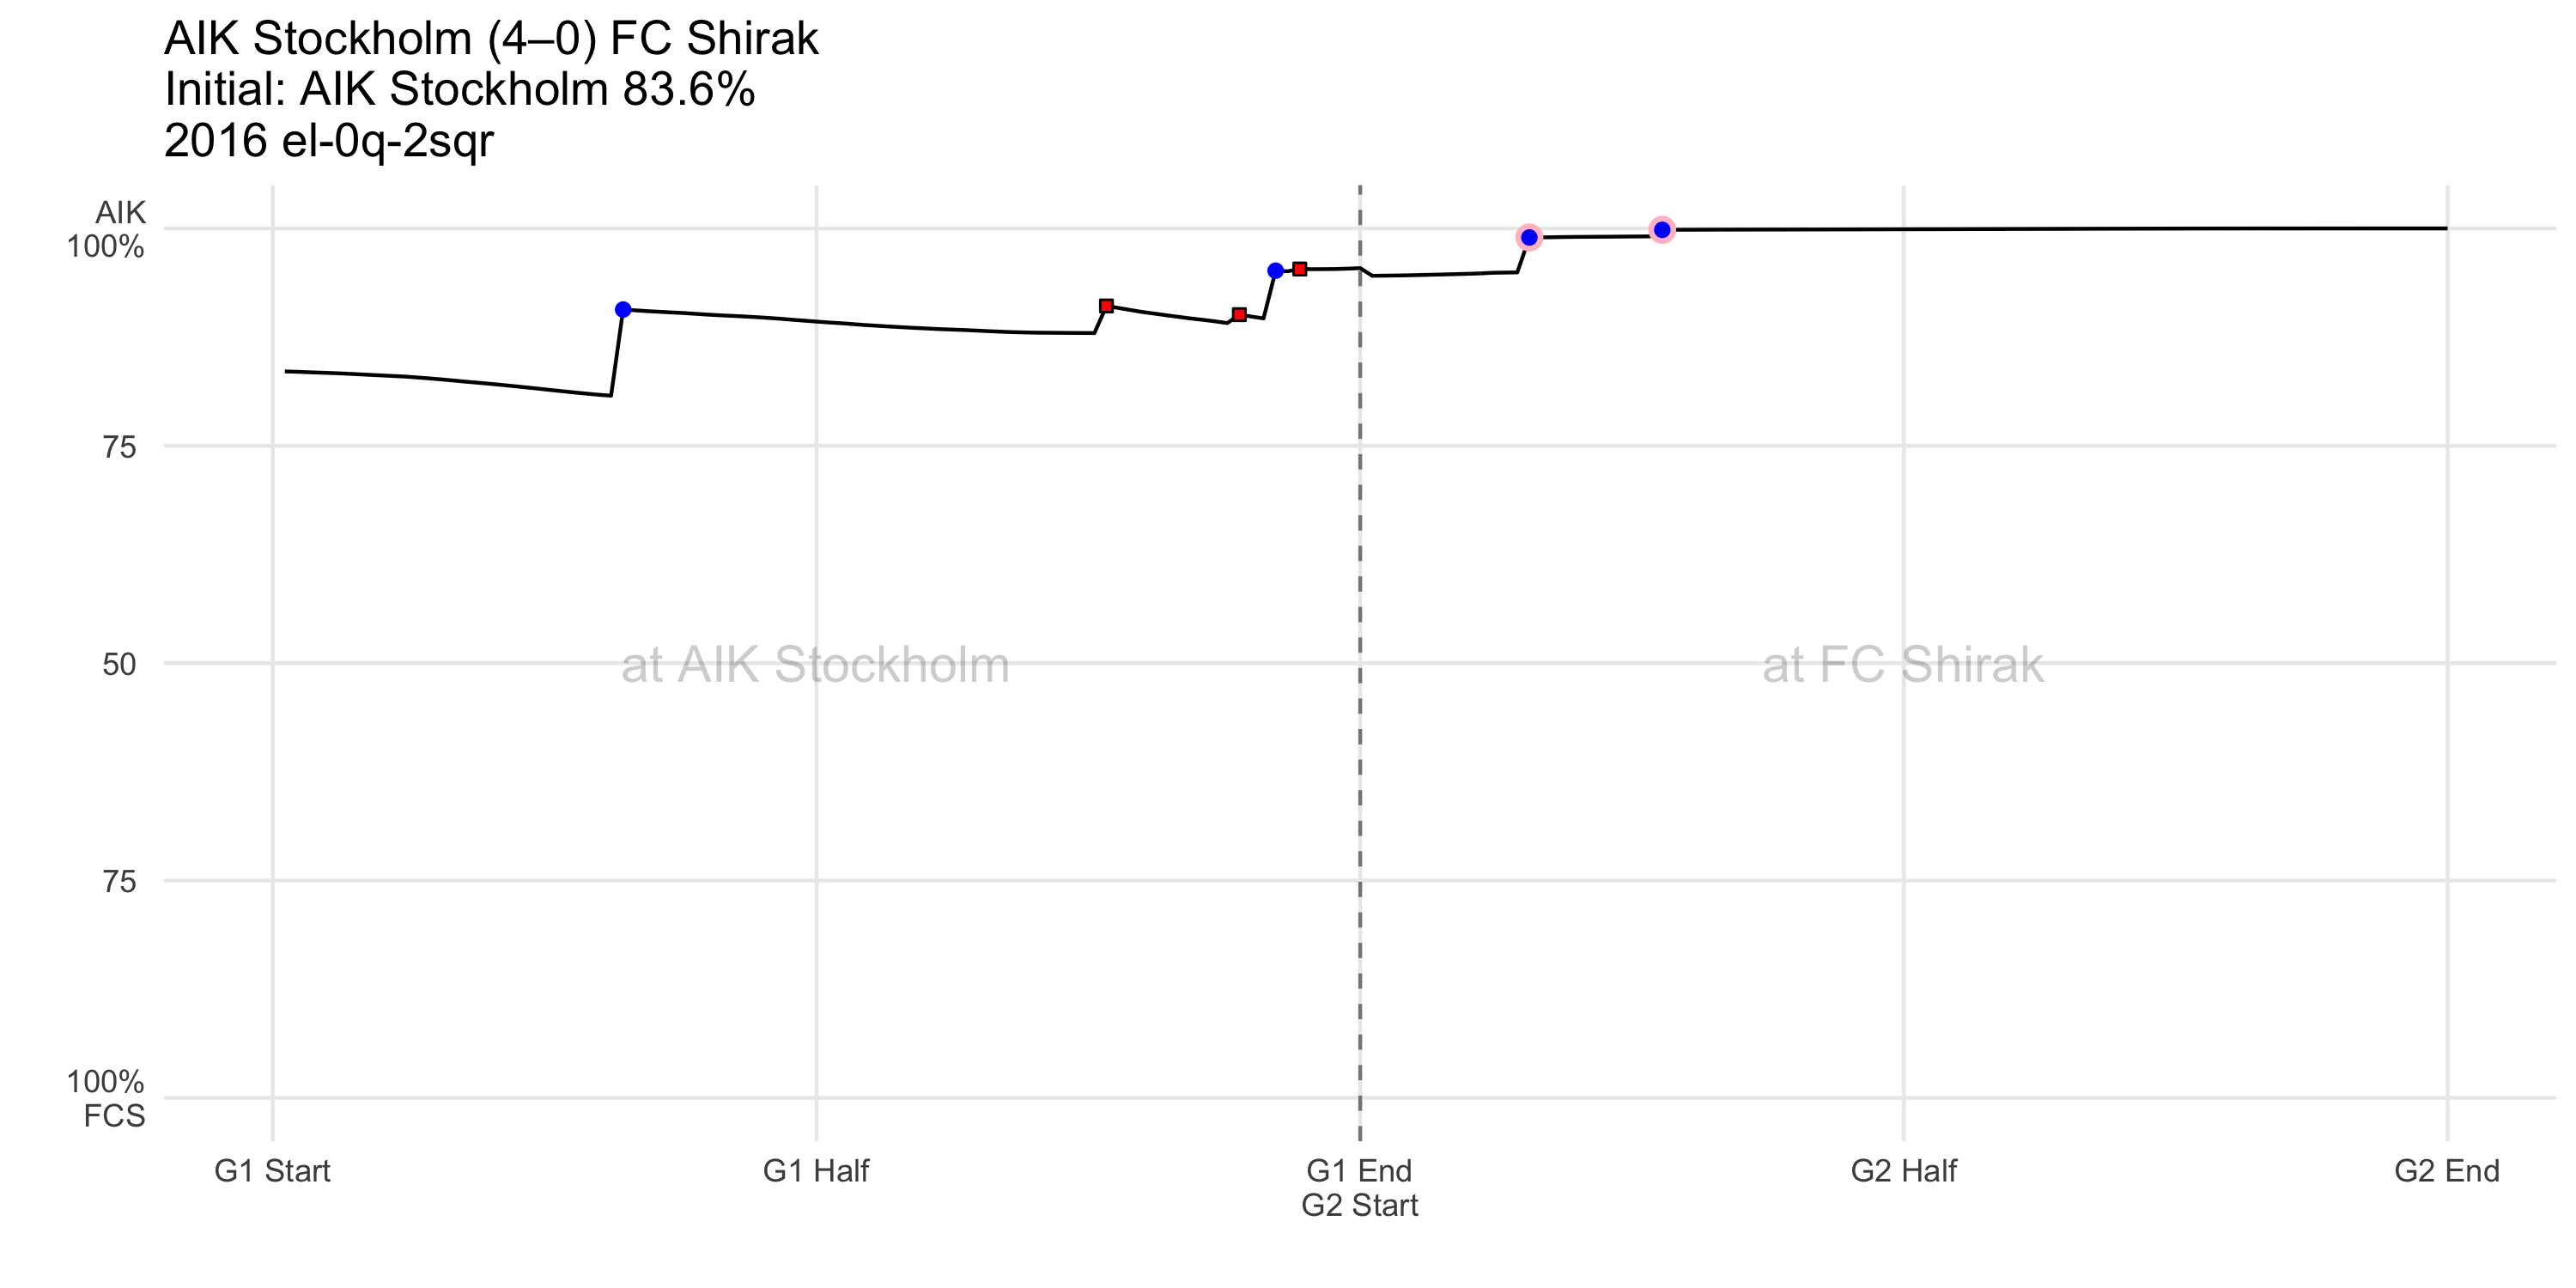 AIK Stockholm (4–0) FC Shirak
Initial: AIK Stockholm 83.6%
2016 el-0q-2sqr
AIK
100%
75
50
75
100%
FCS
at AIK Stockholm
at FC Shirak
G1 Start
G1 Half
G1 End
G2 Start
G2 Half
G2 End